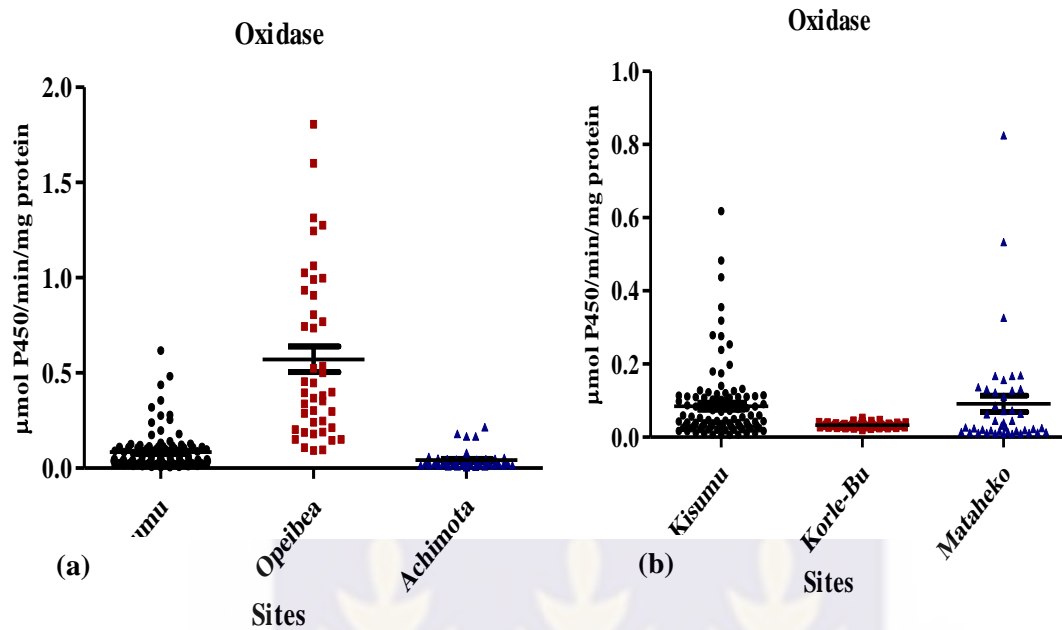 Oxidase
μmol P450/min/mg protein
2.0
1.5
1.0
0.5
0.0
umu
Opeibea
Achimota
(a)
Sites
Oxidase
μmol P450/min/mg protein
1.0
0.8
0.6
0.4
0.2
0.0
Kisumu
Korle-Bu
Mataheko
(b)
Sites